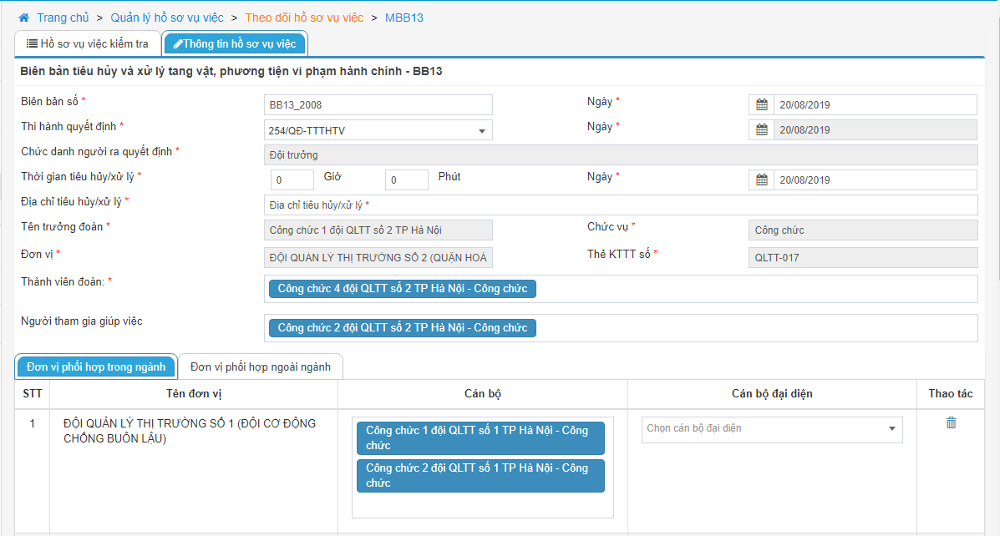 Trang chủ > Quản lý hồ sơ vụ việc > Theo dõi hồ sơ vụ việc > MBB13
Hồ sơ vụ việc kiểm tra Thông tin hồ sơ vụ việc
Biên bản tiêu hủy và xử lý tang vật, phương tiện vi phạm hành chính - BB13
Biên bản số * BB13_2008 Ngày * 20/08/2019
Thi hành quyết định * 254/QĐ-TTTHTV Ngày * 20/08/2019
Chức danh người ra quyết định * Đội trưởng
Thời gian tiêu hủy/xử lý * 0 Giờ 0 Phút Ngày * 20/08/2019
Địa chỉ tiêu hủy/xử lý * Địa chỉ tiêu hủy/xử lý *
Tên trưởng đoàn * Công chức 1 đội QLTT số 2 TP Hà Nội Chức vụ * Công chức
Đơn vị * ĐỘI QUẢN LÝ THỊ TRƯỜNG SỐ 2 (QUẬN HOÀ Thẻ KTTT số * QLTT-017
Thành viên đoàn: * Công chức 4 đội QLTT số 2 TP Hà Nội - Công chức
Người tham gia giúp việc Công chức 2 đội QLTT số 2 TP Hà Nội - Công chức
Đơn vị phối hợp trong ngành Đơn vị phối hợp ngoài ngành
STT Tên đơn vị Cán bộ Cán bộ đại diện Thao tác
1 ĐỘI QUẢN LÝ THỊ TRƯỜNG SỐ 1 (ĐỘI CƠ ĐỘNG
CHỐNG BUÔN LẬU)
Công chức 1 đội QLTT số 1 TP Hà Nội - Công
chức
Công chức 2 đội QLTT số 1 TP Hà Nội - Công
chức
Chọn cán bộ đại diện